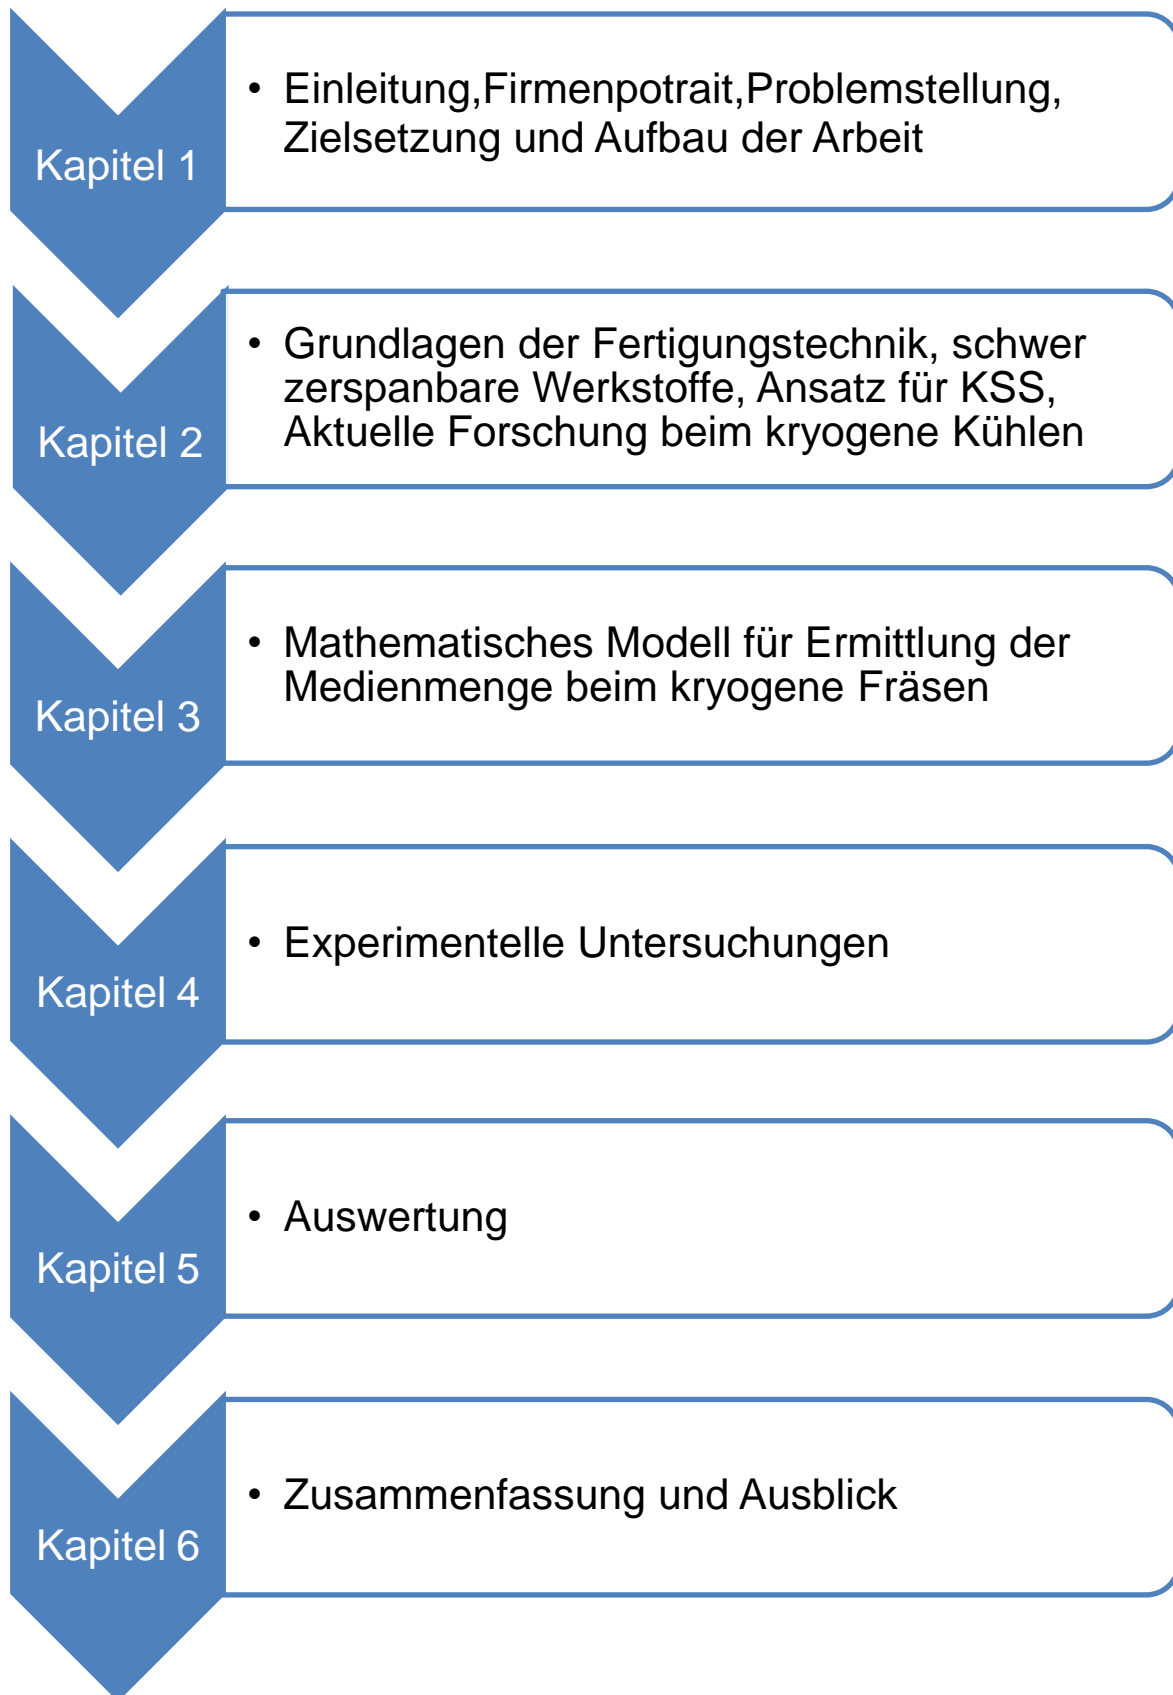 Kapitel 1
• Einleitung,Firmenpotrait,Problemstellung,
Zielsetzung und Aufbau der Arbeit
Kapitel 2
• Grundlagen der Fertigungstechnik, schwer
zerspanbare Werkstoffe, Ansatz für KSS,
Aktuelle Forschung beim kryogene Kühlen
Kapitel 3
• Mathematisches Modell für Ermittlung der
Medienmenge beim kryogene Fräsen
Kapitel 4
• Experimentelle Untersuchungen
Kapitel 5
• Auswertung
Kapitel 6
• Zusammenfassung und Ausblick